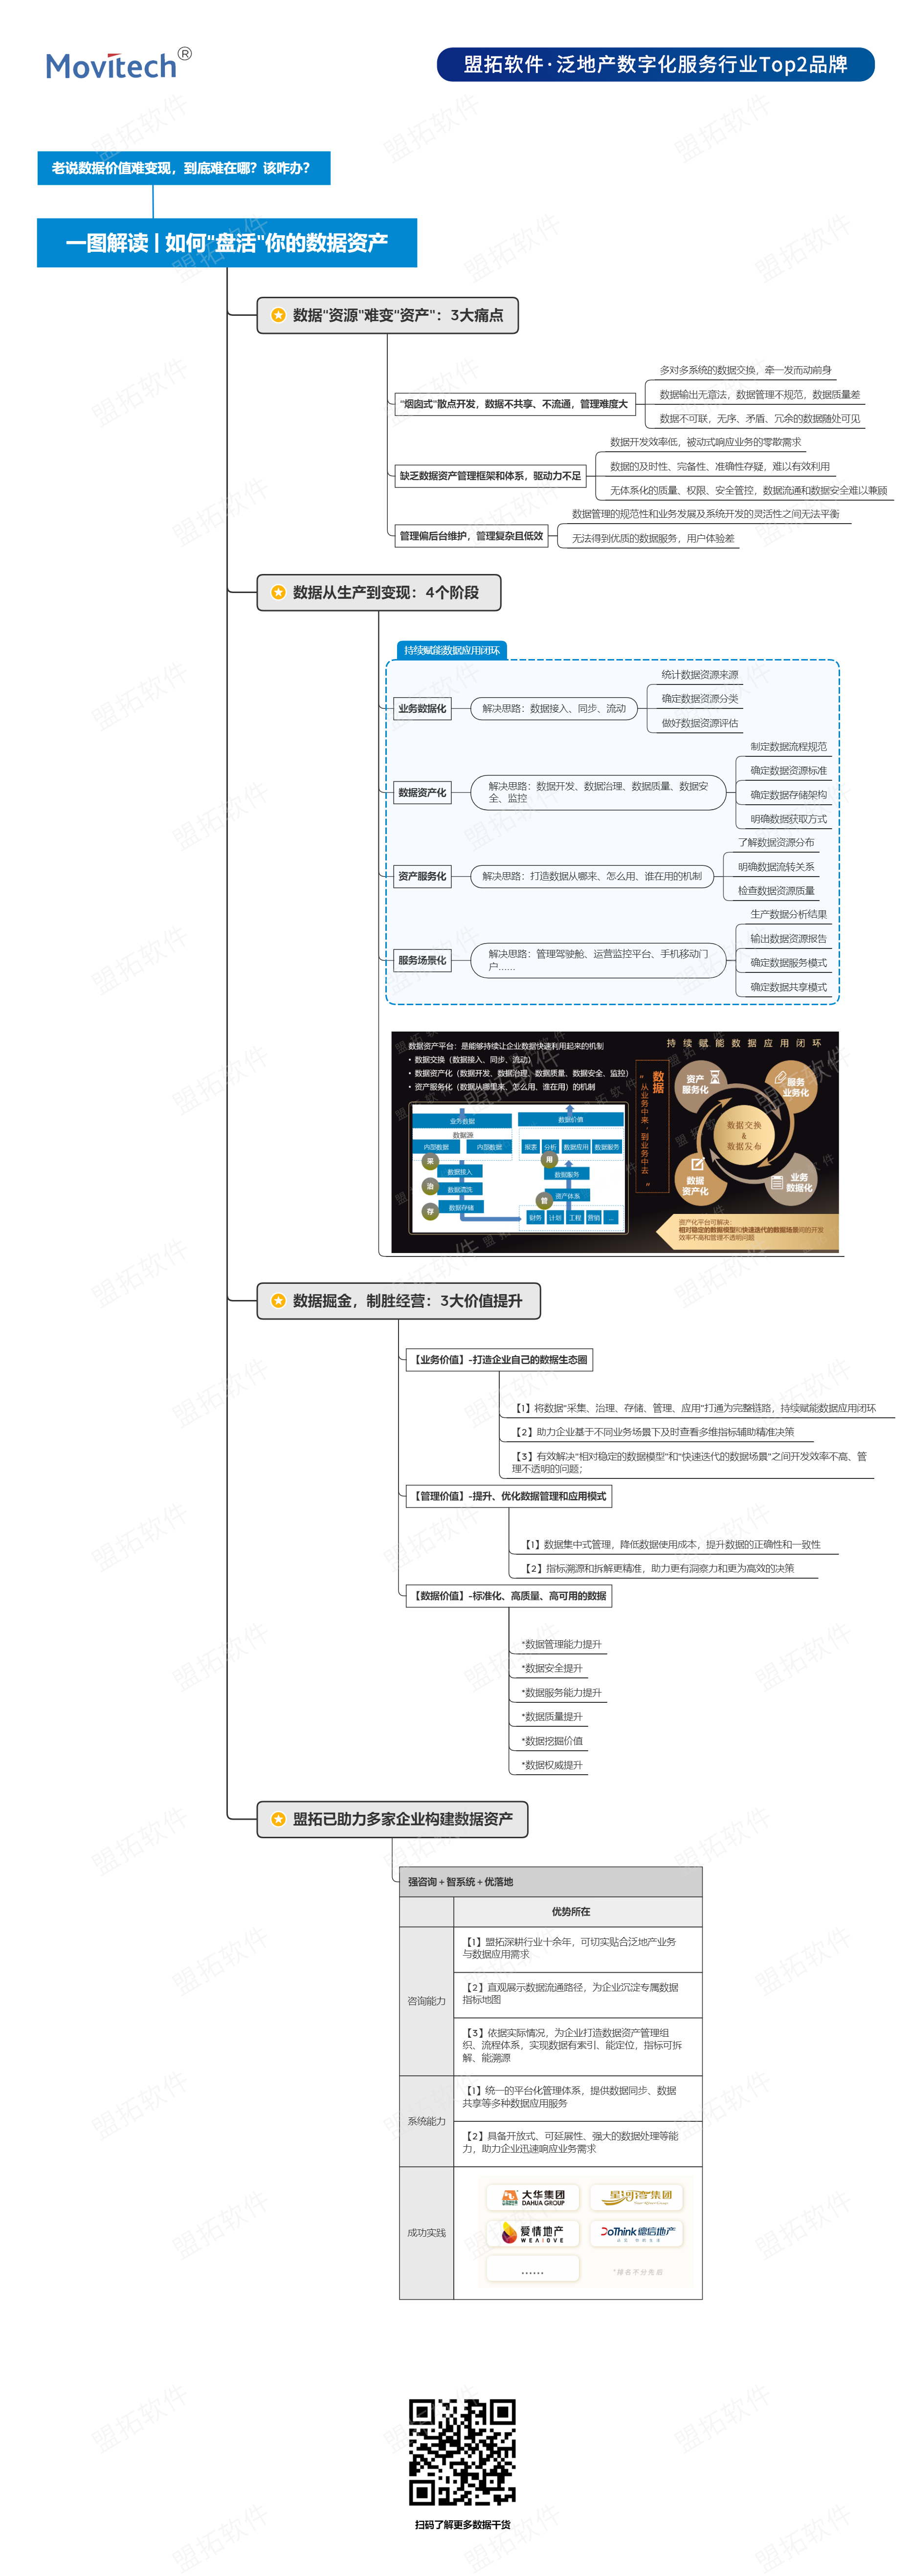 Movitech®
盟拓软件·泛地产数字化服务行业Top2品牌
老说数据价值难变现，到底难在哪？该咋办？
一图解读 | 如何"盘活"你的数据资产
数据"资源"难变"资产"：3大痛点
"烟囱式"散点开发，数据不共享、不流通，管理难度大
多对多系统的数据交换，牵一发而动前身
数据输出无章法，数据管理不规范，数据质量差
数据不可联，无序、矛盾、冗余的数据随处可见
缺乏数据资产管理框架和体系，驱动力不足
数据开发效率低，被动式响应业务的零散需求
数据的及时性、完备性、准确性存疑，难以有效利用
无体系化的质量、权限、安全管控，数据流通和数据安全难以兼顾
管理偏后台维护，管理复杂且低效
数据管理的规范性和业务发展及系统开发的灵活性之间无法平衡
无法得到优质的数据服务，用户体验差
数据从生产到变现：4个阶段
持续赋能数据应用闭环
业务数据化
解决思路：数据接入、同步、流动
统计数据资源来源
确定数据资源分类
做好数据资源评估
数据资产化
解决思路：数据开发、数据治理、数据质量、数据安
全、监控
制定数据流程规范
确定数据资源标准
确定数据存储架构
明确数据获取方式
资产服务化
解决思路：打造数据从哪来、怎么用、谁在用的机制
了解数据资源分布
明确数据流转关系
检查数据资源质量
服务场景化
解决思路：管理驾驶舱、运营监控平台、手机移动门
户……
生产数据分析结果
输出数据资源报告
确定数据服务模式
确定数据共享模式
数据资产平台：是能够持续让企业数据快速利用起来的机制
• 数据交换（数据接入、同步、流动）
• 数据资产化（数据开发、数据治理、数据质量、数据安全、监控）
• 资产服务化（数据从哪里来、怎么用、谁在用）的机制
业务数据
数据源
内部数据
内部数据
采
数据接入
治
数据清洗
存
数据存储
数据价值
报表
分析
数据应用
数据服务
用
数据服务
管
资产体系
财务
计划
工程
营销
...
持续赋能数据应用闭环
数据
"从业务中来，到业务中去"
资产
服务化
服务
业务化
数据交换
&
数据发布
数据
资产化
业务
数据化
资产化平台可解决：
相对稳定的数据模型和快速迭代的数据场景间的开发
效率不高和管理不透明问题
数据掘金，制胜经营：3大价值提升
【业务价值】-打造企业自己的数据生态圈
【1】将数据"采集、治理、存储、管理、应用"打通为完整链路，持续赋能数据应用闭环
【2】助力企业基于不同业务场景下及时查看多维指标辅助精准决策
【3】有效解决"相对稳定的数据模型"和"快速迭代的数据场景"之间开发效率不高、管
理不透明的问题；
【管理价值】-提升、优化数据管理和应用模式
【1】数据集中式管理，降低数据使用成本，提升数据的正确性和一致性
【2】指标溯源和拆解更精准，助力更有洞察力和更为高效的决策
【数据价值】-标准化、高质量、高可用的数据
*数据管理能力提升
*数据安全提升
*数据服务能力提升
*数据质量提升
*数据挖掘价值
*数据权威提升
盟拓已助力多家企业构建数据资产
强咨询+智系统+优落地
优势所在
咨询能力
【1】盟拓深耕行业十余年，可切实贴合泛地产业务
与数据应用需求
【2】直观展示数据流通路径，为企业沉淀专属数据
指标地图
【3】依据实际情况，为企业打造数据资产管理组
织、流程体系，实现数据有索引、能定位，指标可拆
解、能溯源
系统能力
【1】统一的平台化管理体系，提供数据同步、数据
共享等多种数据应用服务
【2】具备开放式、可延展性、强大的数据处理等能
力，助力企业迅速响应业务需求
成功实践
大华集团
DAHUA GROUP
星河湾集团
爱情地产
WEALOVE
DoThink 德信地产
......
*排名不分先后
扫码了解更多数据干货
盟拓软件